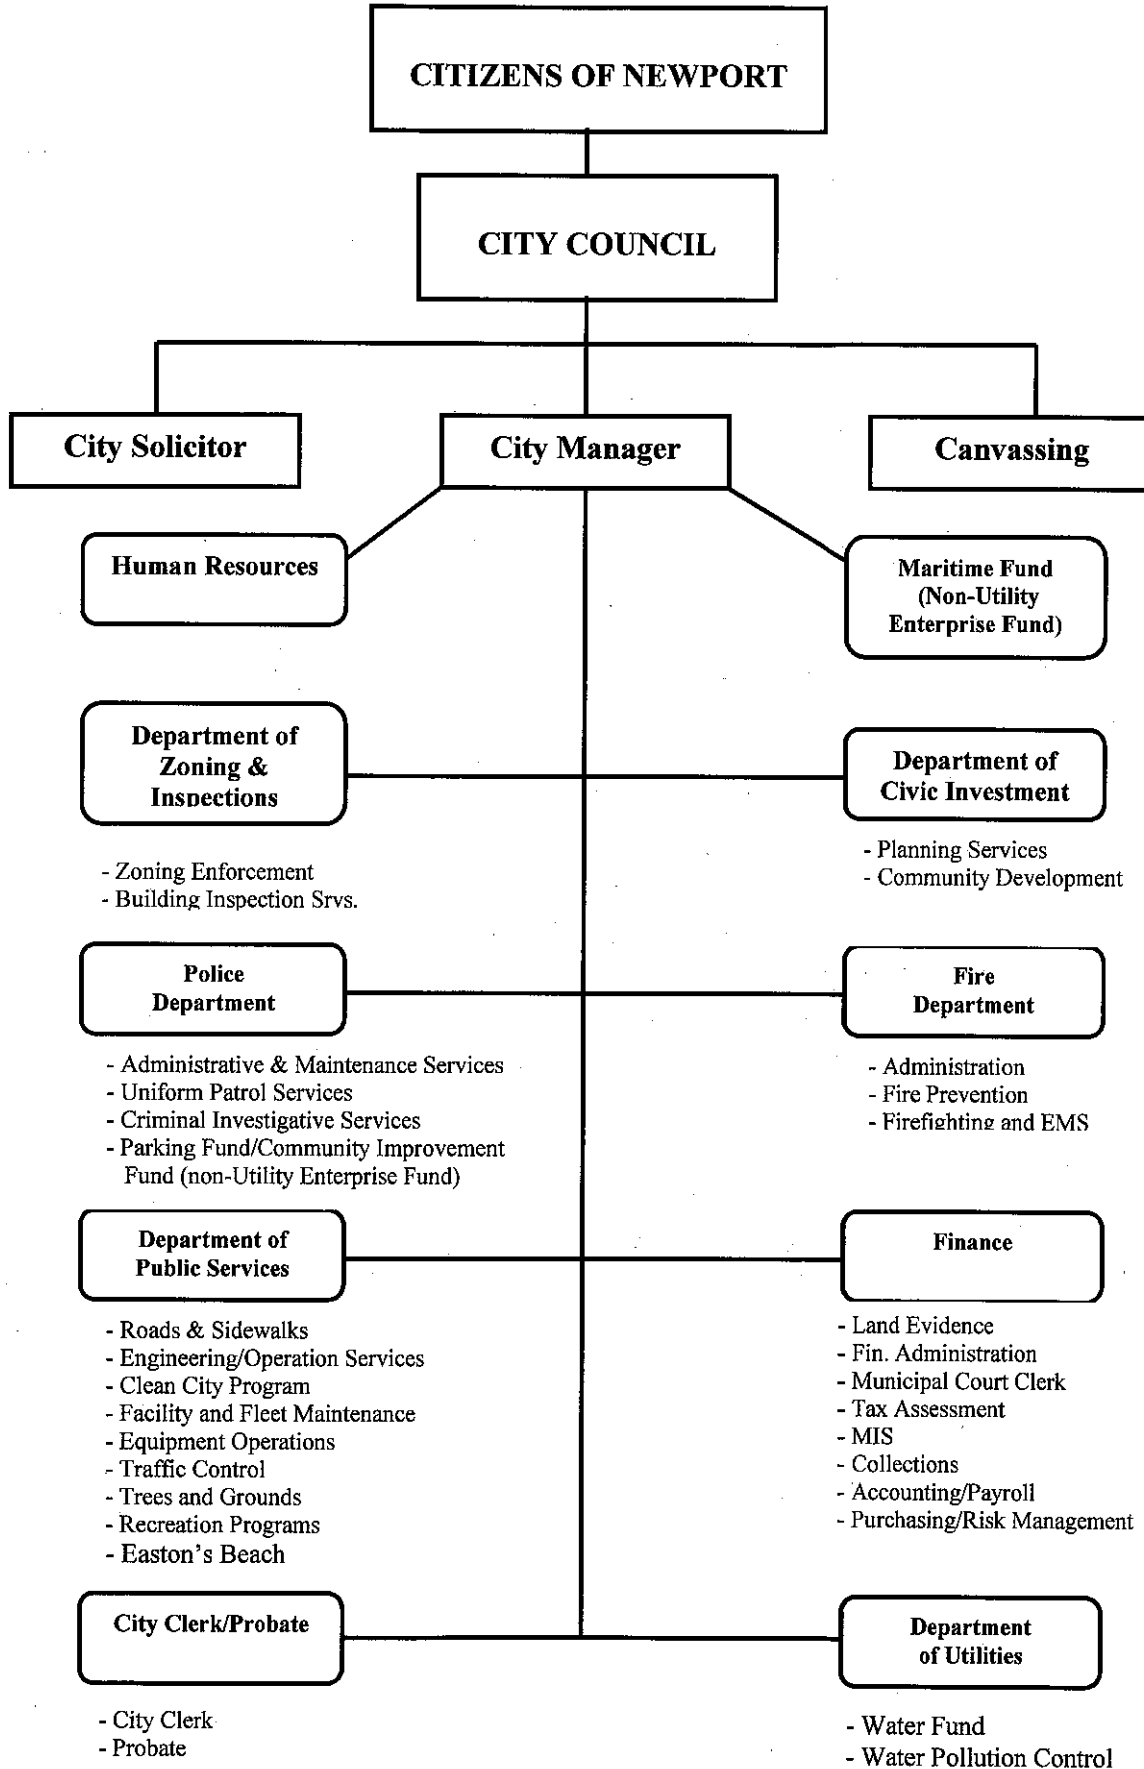 CITIZENS OF NEWPORT
CITY COUNCIL
City Solicitor
City Manager
Canvassing
Human Resources
Maritime Fund
(Non-Utility
Enterprise Fund)
Department of
Zoning &
Inspections
Department of
Civic Investment
- Zoning Enforcement
- Building Inspection Srvs.
- Planning Services
- Community Development
Police
Department
Fire
Department
- Administrative & Maintenance Services
- Uniform Patrol Services
- Criminal Investigative Services
- Parking Fund/Community Improvement
Fund (non-Utility Enterprise Fund)
- Administration
- Fire Prevention
- Firefighting and EMS
Department of
Public Services
Finance
- Roads & Sidewalks
- Engineering/Operation Services
- Clean City Program
- Facility and Fleet Maintenance
- Equipment Operations
- Traffic Control
- Trees and Grounds
- Recreation Programs
- Easton's Beach
- Land Evidence
- Fin. Administration
- Municipal Court Clerk
- Tax Assessment
- MIS
- Collections
- Accounting/Payroll
- Purchasing/Risk Management
City Clerk/Probate
Department
of Utilities
- City Clerk
- Probate
- Water Fund
- Water Pollution Control